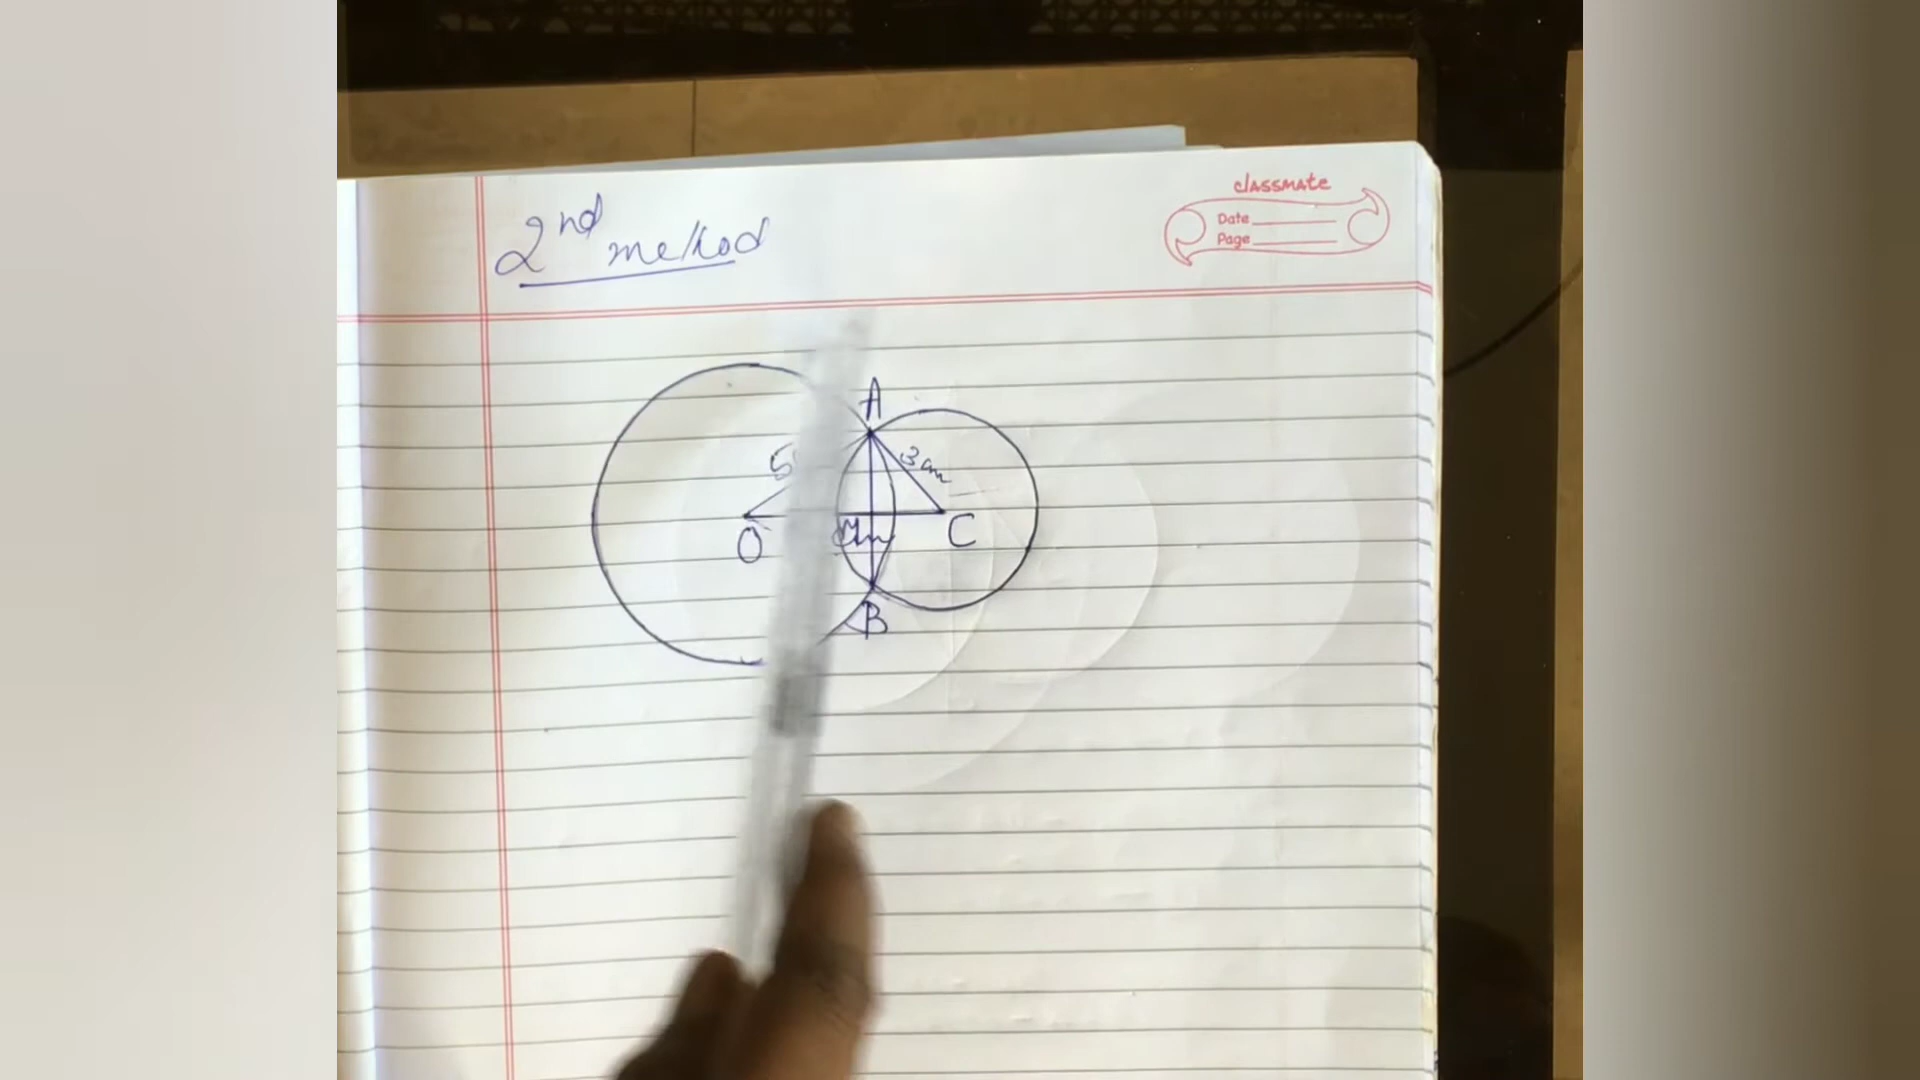 classmate
Date
Page
2nd method
A
5
3cm
O
C
B